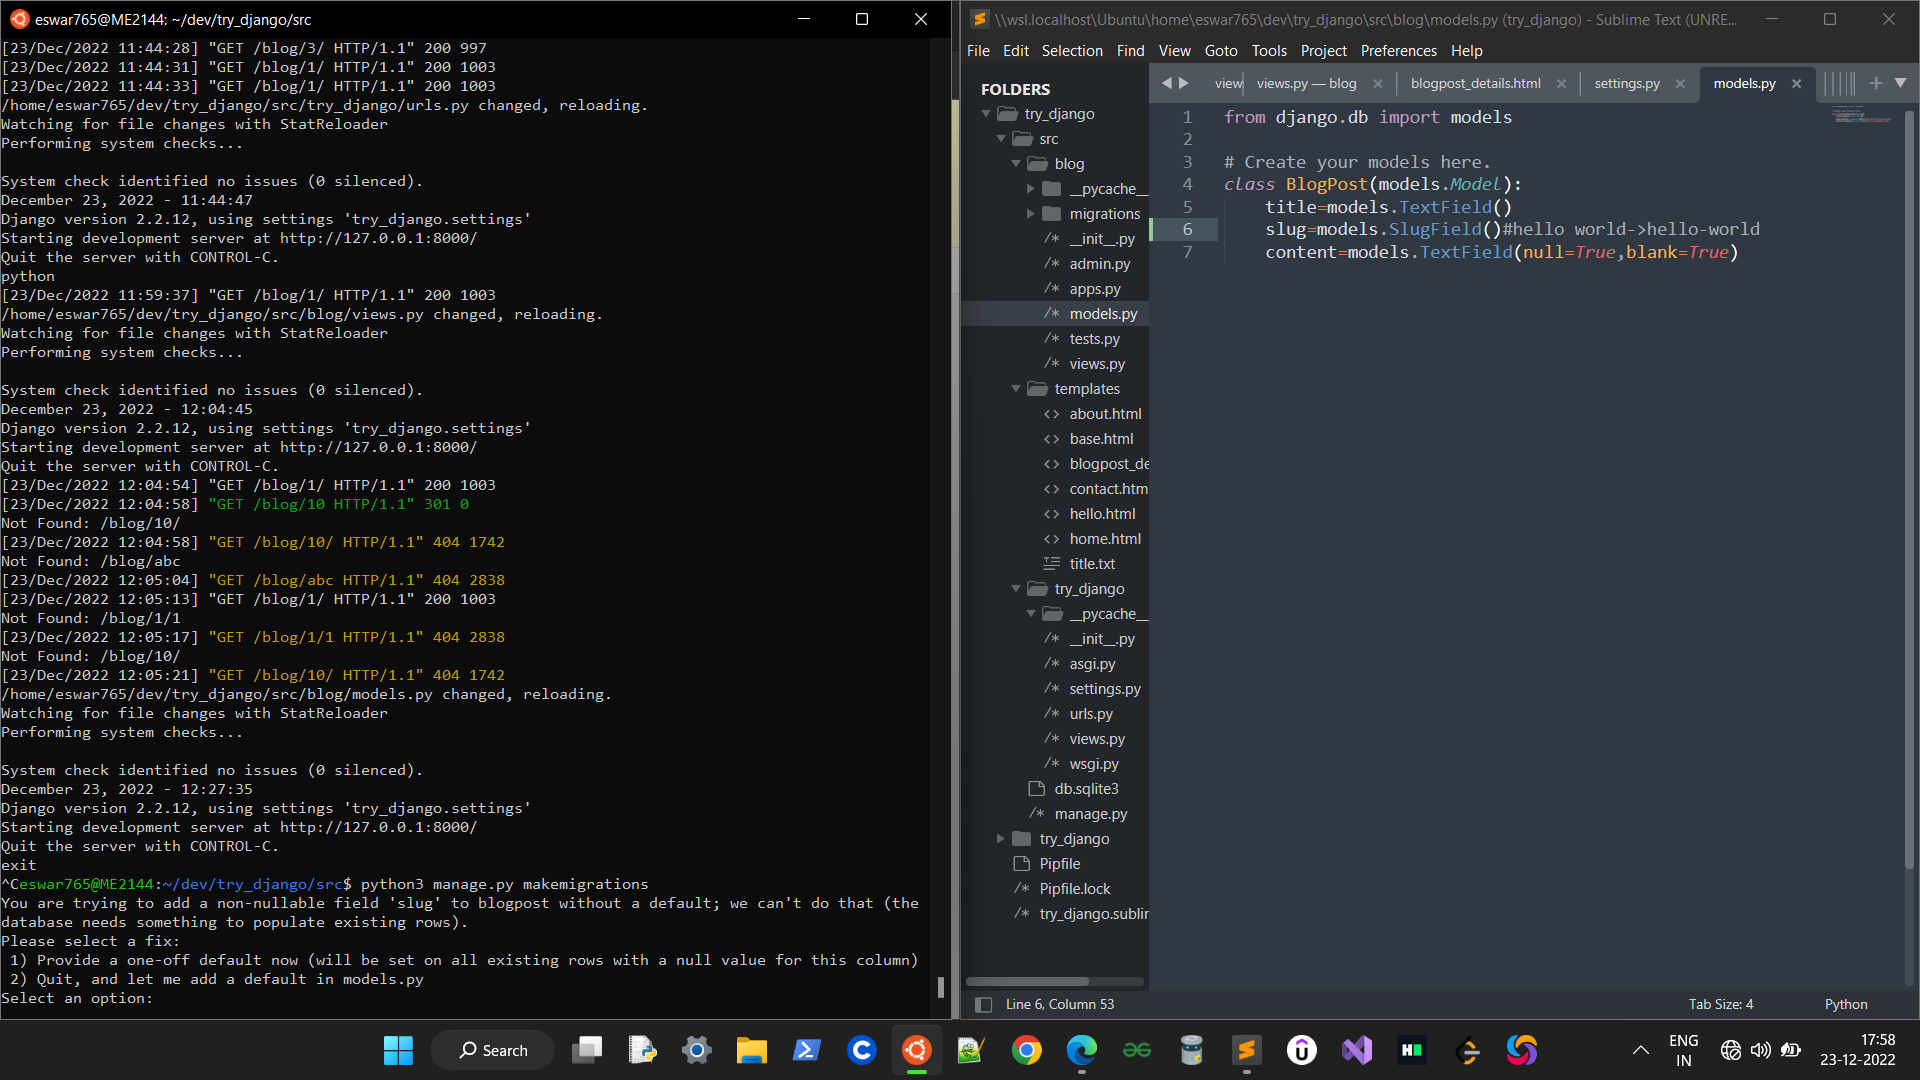 eswar765@ME2144: ~/dev/try_django/src
[23/Dec/2022 11:44:28] "GET /blog/3/ HTTP/1.1" 200 997
[23/Dec/2022 11:44:31] "GET /blog/1/ HTTP/1.1" 200 1003
[23/Dec/2022 11:44:33] "GET /blog/1/ HTTP/1.1" 200 1003
/home/eswar765/dev/try_django/src/try_django/urls.py changed, reloading.
Watching for file changes with StatReloader
Performing system checks...
System check identified no issues (0 silenced).
December 23, 2022 - 11:44:47
Django version 2.2.12, using settings 'try_django.settings'
Starting development server at http://127.0.0.1:8000/
Quit the server with CONTROL-C.
python
[23/Dec/2022 11:59:37] "GET /blog/1/ HTTP/1.1" 200 1003
/home/eswar765/dev/try_django/src/blog/views.py changed, reloading.
Watching for file changes with StatReloader
Performing system checks...
System check identified no issues (0 silenced).
December 23, 2022 - 12:04:45
Django version 2.2.12, using settings 'try_django.settings'
Starting development server at http://127.0.0.1:8000/
Quit the server with CONTROL-C.
[23/Dec/2022 12:04:54] "GET /blog/1/ HTTP/1.1" 200 1003
[23/Dec/2022 12:04:58] "GET /blog/10 HTTP/1.1" 301 0
Not Found: /blog/10/
[23/Dec/2022 12:04:58] "GET /blog/10/ HTTP/1.1" 404 1742
Not Found: /blog/abc
[23/Dec/2022 12:05:04] "GET /blog/abc HTTP/1.1" 404 2838
[23/Dec/2022 12:05:13] "GET /blog/1/ HTTP/1.1" 200 1003
Not Found: /blog/1/1
[23/Dec/2022 12:05:17] "GET /blog/1/1 HTTP/1.1" 404 2838
Not Found: /blog/10/
[23/Dec/2022 12:05:21] "GET /blog/10/ HTTP/1.1" 404 1742
/home/eswar765/dev/try_django/src/blog/models.py changed, reloading.
Watching for file changes with StatReloader
Performing system checks...
System check identified no issues (0 silenced).
December 23, 2022 - 12:27:35
Django version 2.2.12, using settings 'try_django.settings'
Starting development server at http://127.0.0.1:8000/
Quit the server with CONTROL-C.
exit
^Ceswar765@ME2144:~/dev/try_django/src$ python3 manage.py makemigrations
You are trying to add a non-nullable field 'slug' to blogpost without a default; we can't do that (the
database needs something to populate existing rows).
Please select a fix:
1) Provide a one-off default now (will be set on all existing rows with a null value for this column)
2) Quit, and let me add a default in models.py
Select an option:
\\wsl.localhost\Ubuntu\home\eswar765\dev\try_django\src\blog\models.py (try_django) - Sublime Text (UNRE...
File Edit Selection Find View Goto Tools Project Preferences Help
FOLDERS
try_django
src
blog
__pycache__
migrations
/* __init__.py
/* admin.py
/* apps.py
/* models.py
/* tests.py
/* views.py
templates
<> about.html
<> base.html
<> blogpost_de
<> contact.htm
<> hello.html
<> home.html
title.txt
try_django
__pycache__
/* __init__.py
/* asgi.py
/* settings.py
/* urls.py
/* views.py
/* wsgi.py
db.sqlite3
/* manage.py
try_django
Pipfile
/* Pipfile.lock
/* try_django.sublir
view views.py — blog blogpost_details.html settings.py models.py
1 from django.db import models
2
3 # Create your models here.
4 class BlogPost(models.Model):
5 title=models.TextField()
6 slug=models.SlugField()#hello world->hello-world
7 content=models.TextField(null=True,blank=True)
Line 6, Column 53 Tab Size: 4 Python
Search
ENG
IN
17:58
23-12-2022